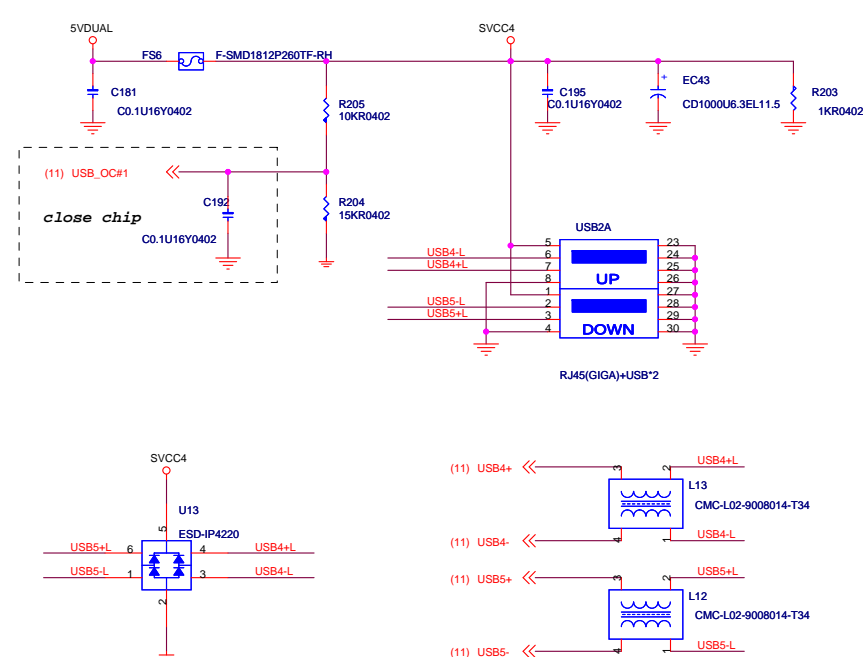 5VDUAL
SVCC4
FS6 F-SMD1812P260TF-RH
C181
C0.1U16Y0402
R205
10KR0402
C195
C0.1U16Y0402
EC43
CD1000U6.3EL11.5
+
R203
1KR0402
(11) USB_OC#1
close chip
C192
C0.1U16Y0402
R204
15KR0402
USB2A
USB4-L
USB4+L
USB5-L
USB5+L
5
6
7
8
1
2
3
4
UP
DOWN
23
24
25
26
27
28
29
30
RJ45(GIGA)+USB*2
SVCC4
U13
ESD-IP4220
5
USB5+L 6 4 USB4+L
USB5-L 1 3 USB4-L
2
(11) USB4+ 3 2 USB4+L
L13
CMC-L02-9008014-T34
(11) USB4- 4 1 USB4-L
(11) USB5+ 3 2 USB5+L
L12
CMC-L02-9008014-T34
(11) USB5- 4 1 USB5-L